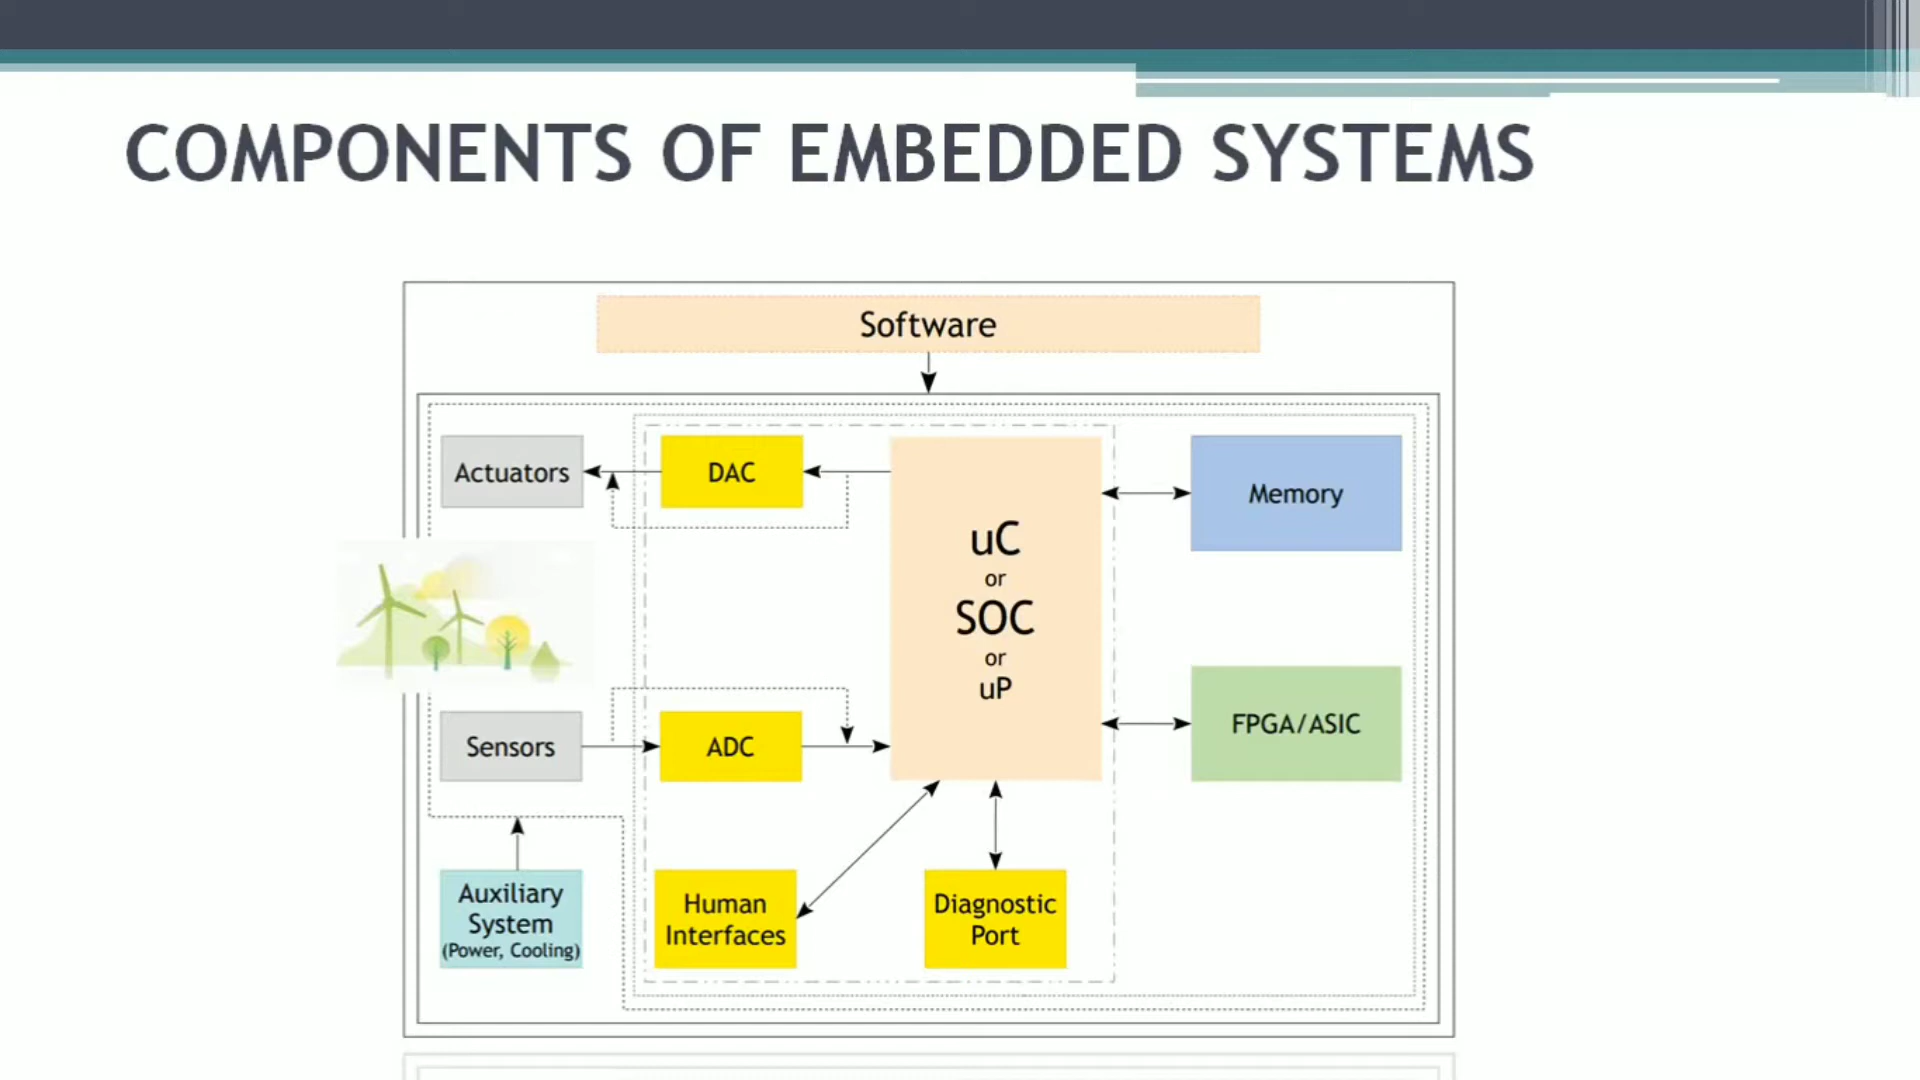 COMPONENTS OF EMBEDDED SYSTEMS
Software
Actuators
DAC
uC
or
SOC
or
uP
Memory
Sensors
ADC
FPGA/ASIC
Auxiliary
System
(Power, Cooling)
Human
Interfaces
Diagnostic
Port